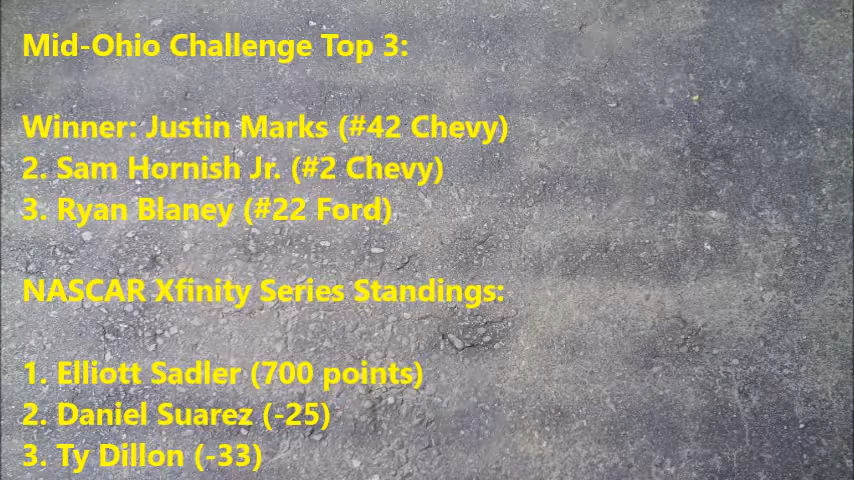 Mid-Ohio Challenge Top 3:
Winner: Justin Marks (#42 Chevy)
2. Sam Hornish Jr. (#2 Chevy)
3. Ryan Blaney (#22 Ford)
NASCAR Xfinity Series Standings:
1. Elliott Sadler (700 points)
2. Daniel Suarez (-25)
3. Ty Dillon (-33)